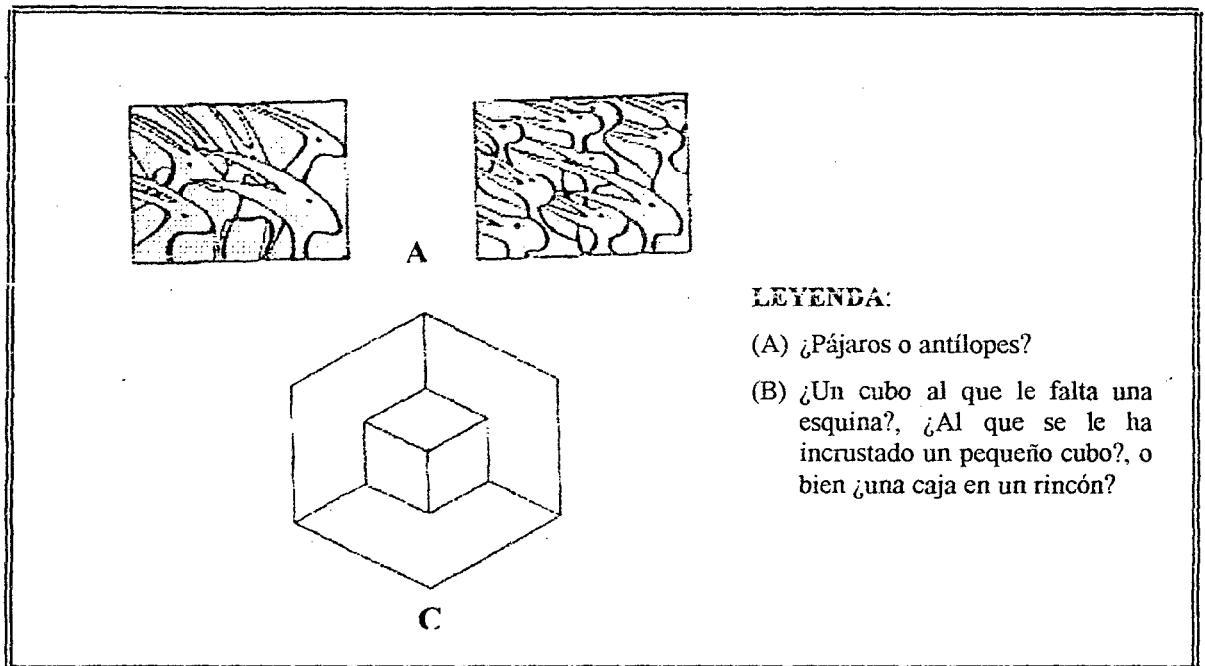 A
LEYENDA:
(A) ¿Pájaros o antílopes?
(B) ¿Un cubo al que le falta una
esquina?, ¿Al que se le ha
incrustado un pequeño cubo?, o
bien ¿una caja en un rincón?
C